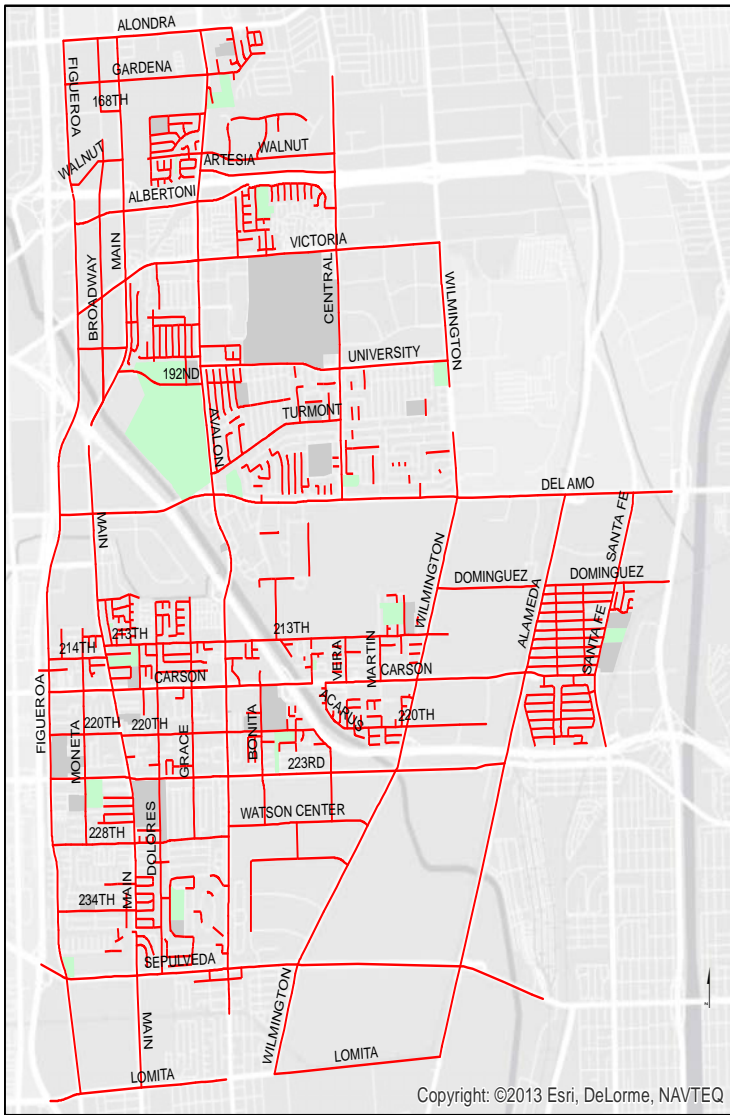 ALONDRA
FIGUEROA
GARDENA
168TH
WALNUT
WALNUT
ARTESIA
ALBERTONI
MAIN
BROADWAY
VICTORIA
CENTRAL
WILMINGTON
UNIVERSITY
192ND
TURMONT
AVALON
DEL AMO
MAIN
SANTA FE
WILMINGTON
DOMINGUEZ
DOMINGUEZ
ALAMEDA
213TH
213TH
214TH
VERA
MARTIN
SANTA FE
CARSON
CARSON
FIGUEROA
MONETA
220TH
220TH
GRACE
BONITA
ACARUS
220TH
223RD
WATSON CENTER
228TH
DOLORES
MAIN
234TH
SEPULVEDA
WILMINGTON
MAIN
LOMITA
LOMITA
Copyright: ©2013 Esri, DeLorme, NAVTEQ